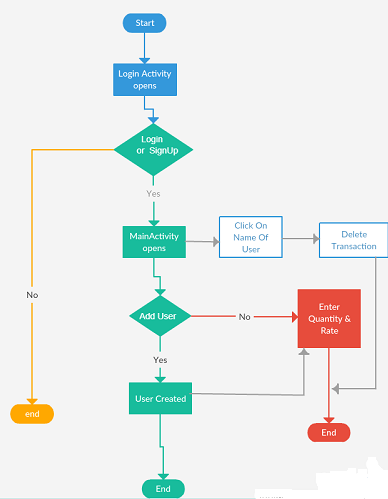 Start
Login Activity
opens
Login
or SignUp
Yes
MainActivity
opens
Click On
Name Of
User
Delete
Transaction
No
Add User
No
Enter
Quantity &
Rate
Yes
User Created
end
End
End